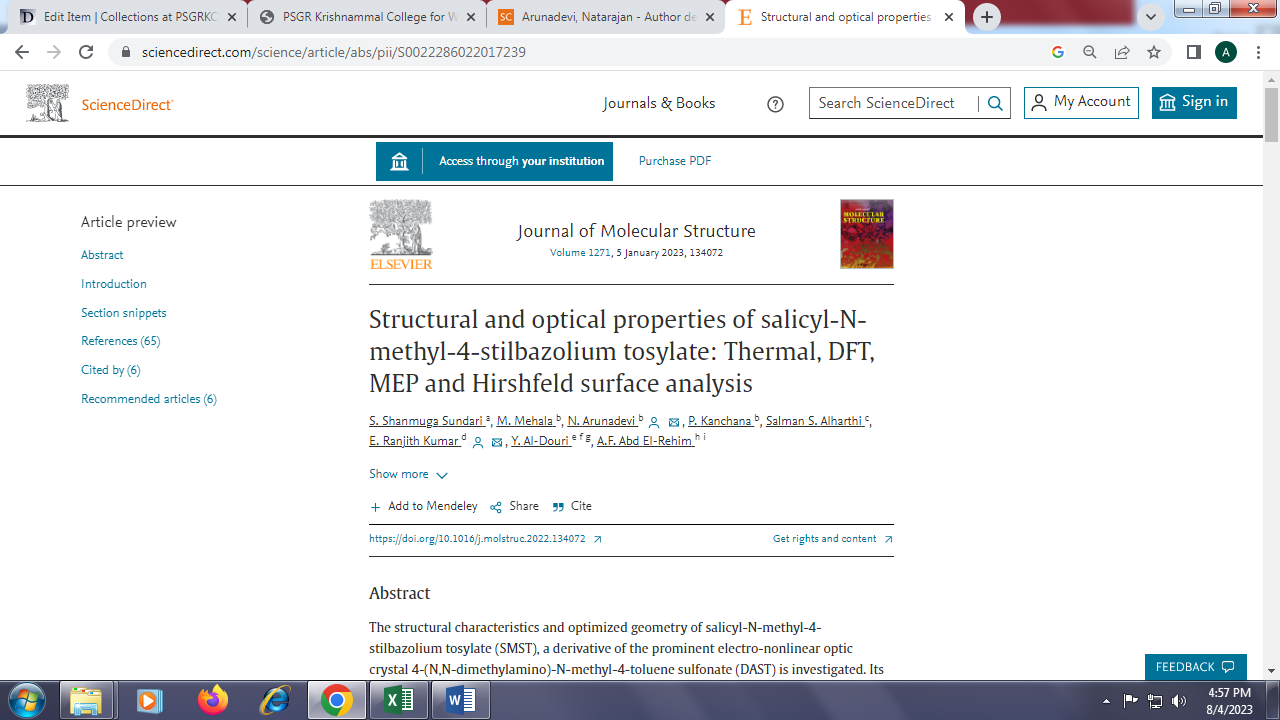 Edit Item | Collections at PSGRKC
PSGR Krishnammal College for W
SC Arunadevi, Natarajan - Author de
Structural and optical properties
sciencedirect.com/science/article/abs/pii/S0022286022017239
A
ScienceDirect
Journals & Books
Search ScienceDirect
My Account
Sign in
Access through your institution
Purchase PDF
Article preview
Abstract
Introduction
Section snippets
References (65)
Cited by (6)
Recommended articles (6)
ELSEVIER
Journal of Molecular Structure
Volume 1271, 5 January 2023, 134072
MOLECULAR
STRUCTURE
Structural and optical properties of salicyl-N-
methyl-4-stilbazolium tosylate: Thermal, DFT,
MEP and Hirshfeld surface analysis
S. Shanmuga Sundari a, M. Mehala b, N. Arunadevi b, P. Kanchana b, Salman S. Alharthi c,
E. Ranjith Kumar d, Y. Al-Douri e f g, A.F. Abd El-Rehim h i
Show more
Add to Mendeley Share Cite
https://doi.org/10.1016/j.molstruc.2022.134072
Get rights and content
Abstract
The structural characteristics and optimized geometry of salicyl-N-methyl-4-
stilbazolium tosylate (SMST), a derivative of the prominent electro-nonlinear optic
crystal 4-(N,N-dimethylamino)-N-methyl-4-toluene sulfonate (DAST) is investigated. Its
FEEDBACK
4:57 PM
8/4/2023